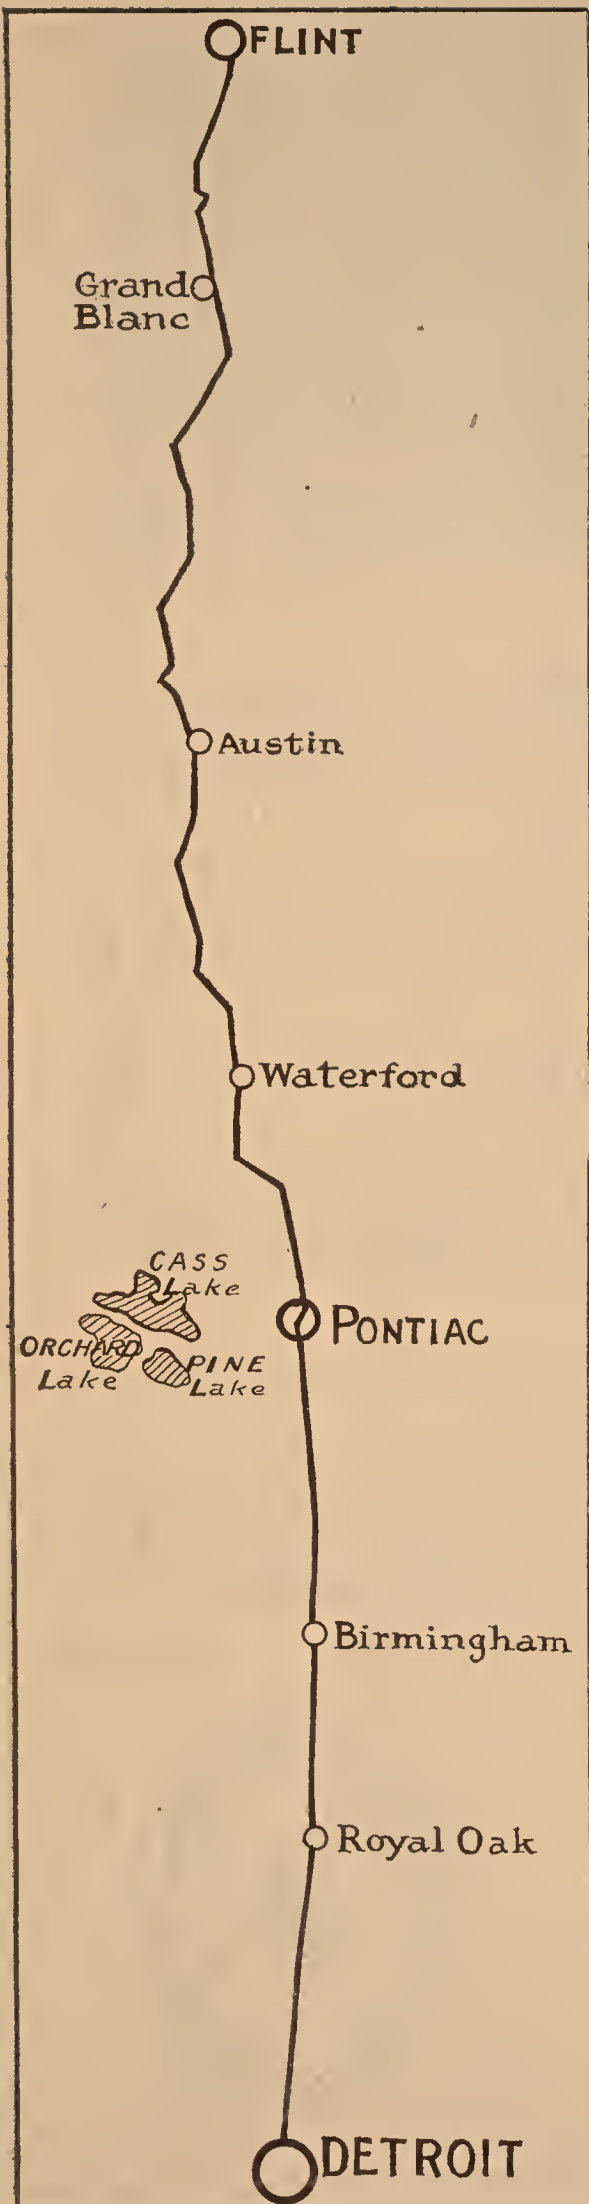 FLINT
Grand
Blanc
Austin
Waterford
CASS
Lake
PONTIAC
ORCHARD
Lake
PINE
Lake
Birmingham
Royal Oak
DETROIT